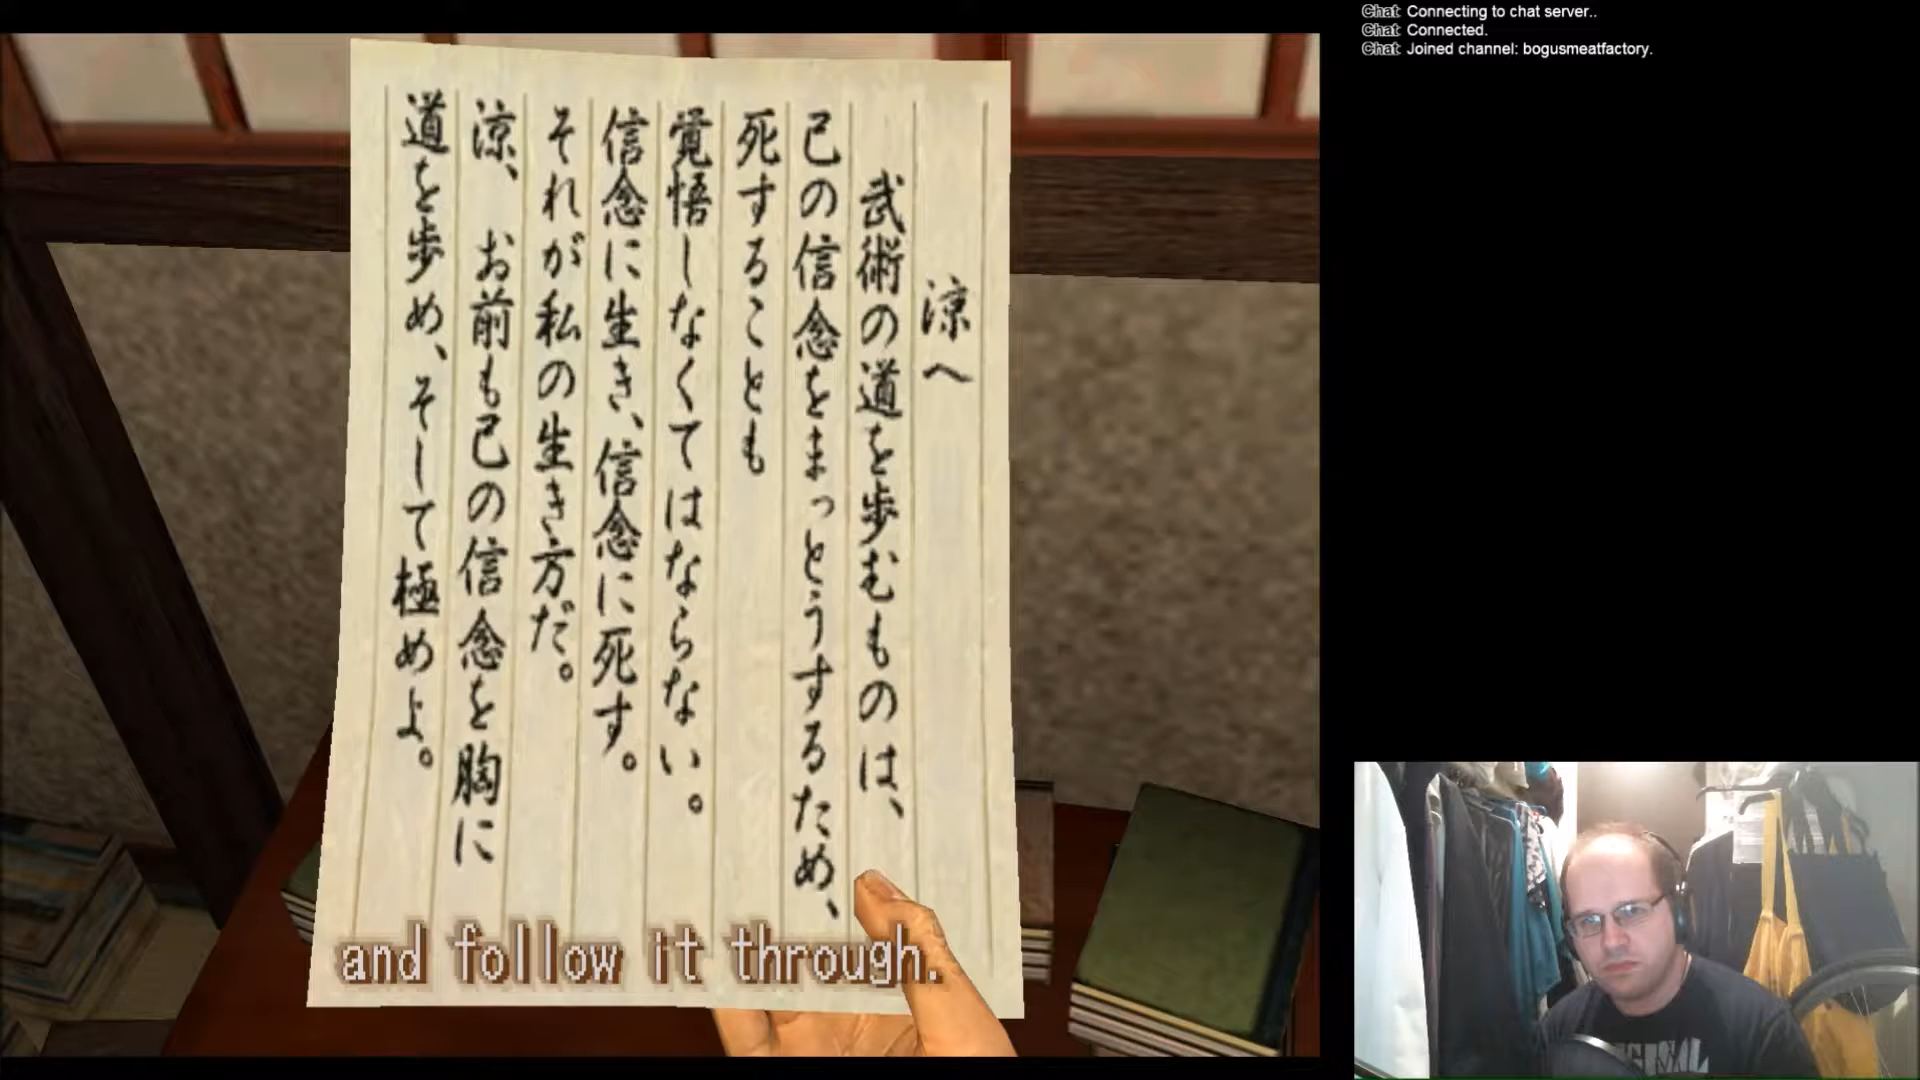 涼へ
武術の道を歩むものは、
己の信念をまっとうするため、
死することも
覚悟しなくてはならない。
信念に生き、信念に死す。
それが私の生き方だ。
涼、お前も己の信念を胸に
道を歩め、そして極めよ。
and follow it through.
Chat Connecting to chat server..
Chat Connected.
Chat Joined channel: bogusmeatfactory.